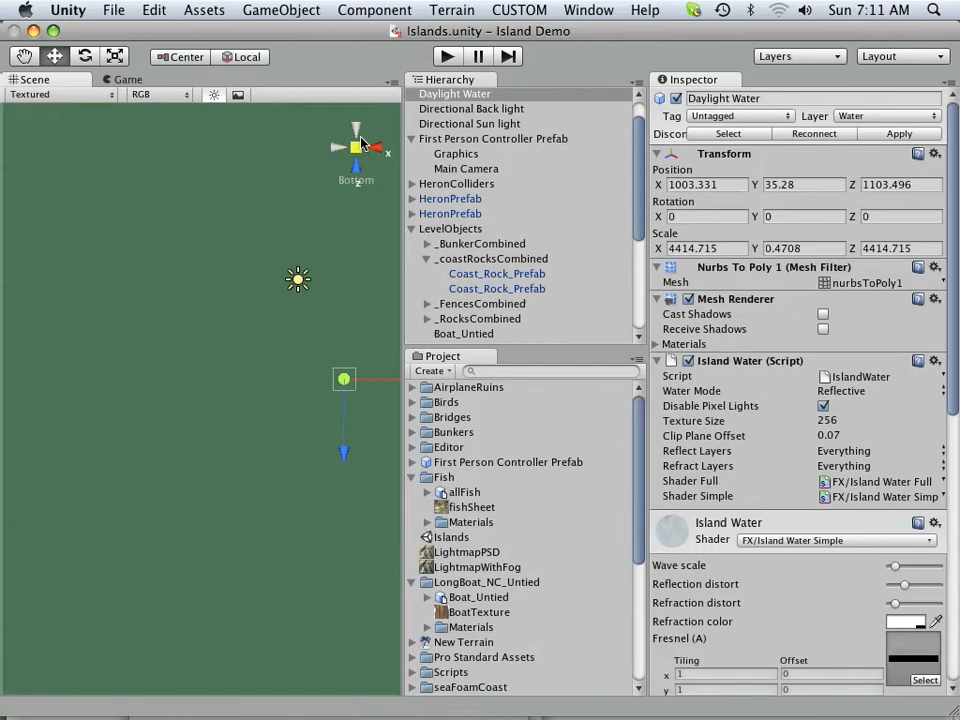 Unity File Edit Assets GameObject Component Terrain CUSTOM Window Help Sun 7:11 AM
Islands.unity - Island Demo
Center Local Layers Layout
Scene Game
Textured RGB
x
Bottom
z
Hierarchy
Daylight Water
Directional Back light
Directional Sun light
First Person Controller Prefab
Graphics
Main Camera
HeronColliders
HeronPrefab
HeronPrefab
LevelObjects
_BunkerCombined
_coastRocksCombined
Coast_Rock_Prefab
Coast_Rock_Prefab
_FencesCombined
_RocksCombined
Boat_Untied
Project
Create
AirplaneRuins
Birds
Bridges
Bunkers
Editor
First Person Controller Prefab
Fish
allFish
fishSheet
Materials
Islands
LightmapPSD
LightmapWithFog
LongBoat_NC_Untied
Boat_Untied
BoatTexture
Materials
New Terrain
Pro Standard Assets
Scripts
seaFoamCoast
Inspector
Daylight Water
Tag Untagged Layer Water
Discon Select Reconnect Apply
Transform
Position
X 1003.331 Y 35.28 Z 1103.496
Rotation
X 0 Y 0 Z 0
Scale
X 4414.715 Y 0.4708 Z 4414.715
Nurbs To Poly 1 (Mesh Filter)
Mesh nurbsToPoly1
Mesh Renderer
Cast Shadows
Receive Shadows
Materials
Island Water (Script)
Script IslandWater
Water Mode Reflective
Disable Pixel Lights
Texture Size 256
Clip Plane Offset 0.07
Reflect Layers Everything
Refract Layers Everything
Shader Full FX/Island Water Full
Shader Simple FX/Island Water Simp
Island Water
Shader FX/Island Water Simple
Wave scale
Reflection distort
Refraction distort
Refraction color
Fresnel (A)
Tiling Offset
x 1 0
y 1 0
Select